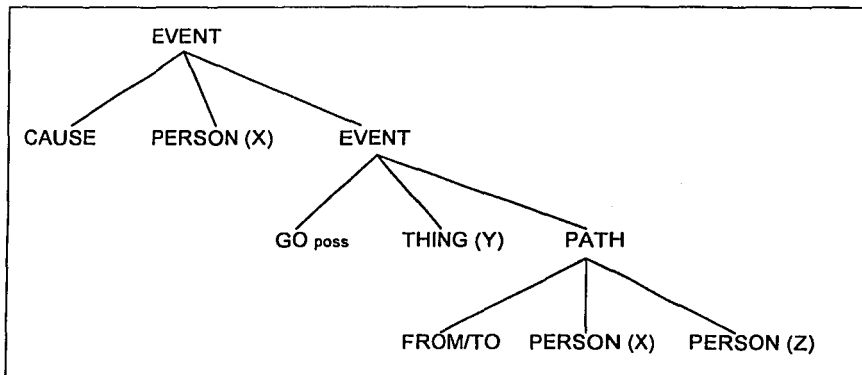 EVENT
CAUSE PERSON (X) EVENT
GO poss THING (Y) PATH
FROM/TO PERSON (X) PERSON (Z)